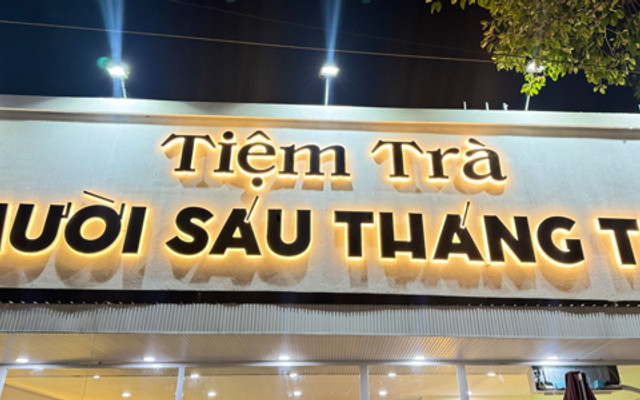 Tiệm Trà
ƯỜI SÁU THÁNG T